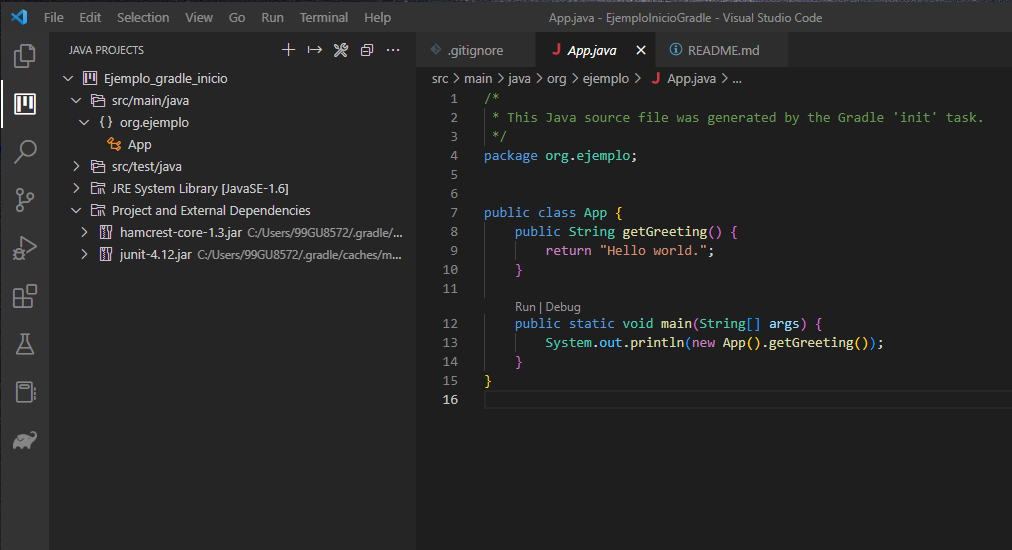 File Edit Selection View Go Run Terminal Help App.java - EjemploInicioGradle - Visual Studio Code
JAVA PROJECTS
Ejemplo_gradle_inicio
src/main/java
{} org.ejemplo
App
src/test/java
JRE System Library [JavaSE-1.6]
Project and External Dependencies
hamcrest-core-1.3.jar C:/Users/99GU8572/.gradle/...
junit-4.12.jar C:/Users/99GU8572/.gradle/caches/m...
.gitignore J App.java README.md
src > main > java > org > ejemplo > J App.java > ...
1 /*
2 * This Java source file was generated by the Gradle 'init' task.
3 */
4 package org.ejemplo;
5
6
7 public class App {
8 public String getGreeting() {
9 return "Hello world.";
10 }
11
Run | Debug
12 public static void main(String[] args) {
13 System.out.println(new App().getGreeting());
14 }
15 }
16